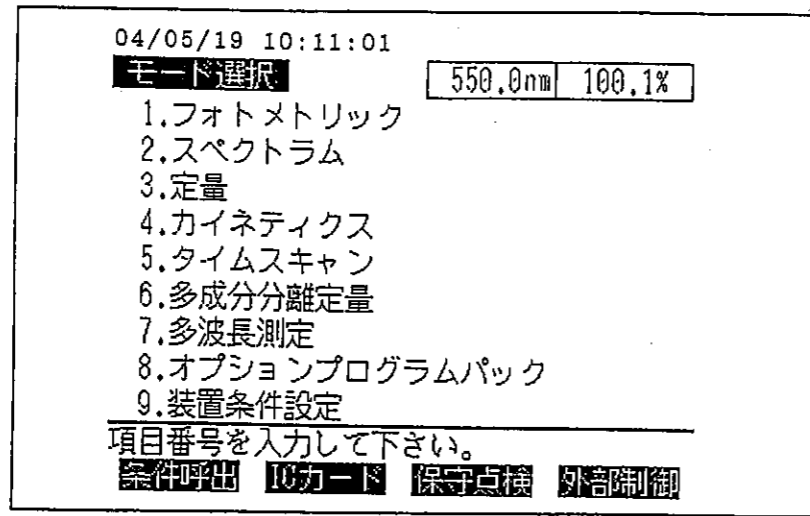 04/05/19 10:11:01
モード選択 550.0nm 100.1%
1.フォトメトリック
2.スペクトラム
3.定量
4.カイネティクス
5.タイムスキャン
6.多成分分離定量
7.多波長測定
8.オプションプログラムパック
9.装置条件設定
項目番号を入力して下さい。
条件呼出 ICカード 保守点検 外部制御